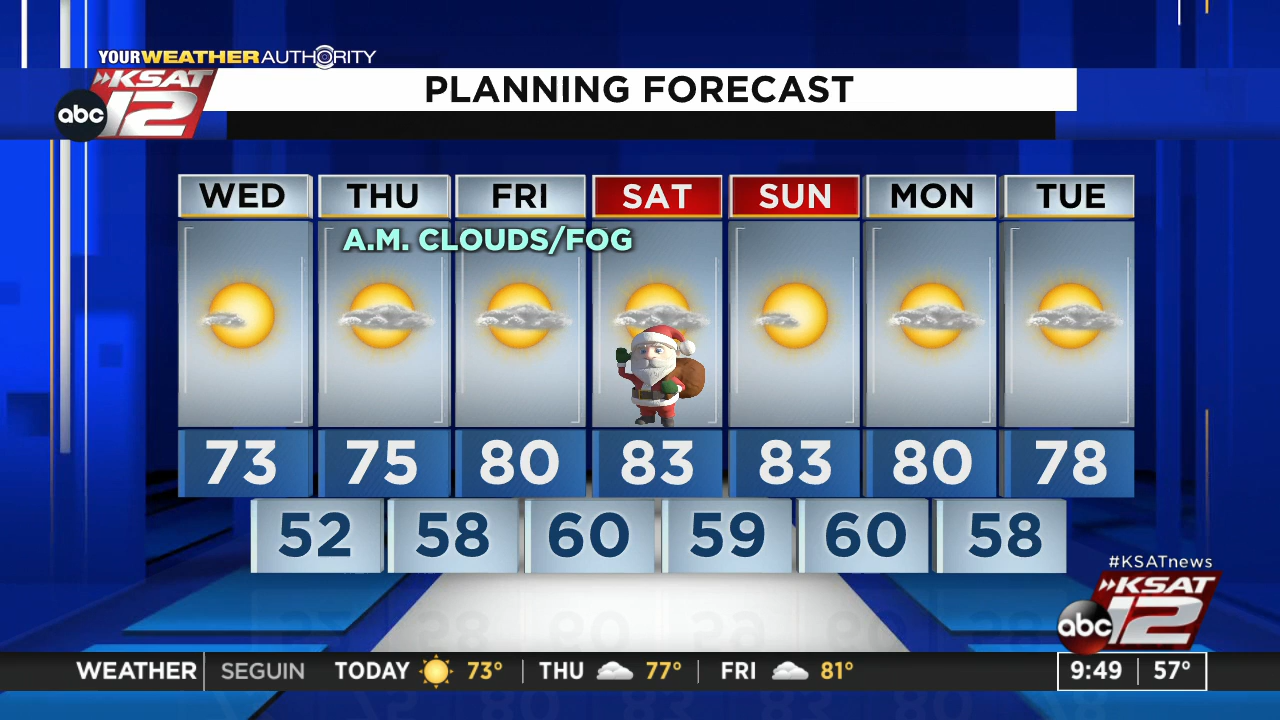 YOURWEATHERAUTHORITY
KSAT
abc 12
PLANNING FORECAST
WED THU FRI SAT SUN MON TUE
A.M. CLOUDS/FOG
73 75 80 83 83 80 78
52 58 60 59 60 58
#KSATnews
KSAT
abc 12
WEATHER SEGUIN TODAY 73° THU 77° FRI 81° 9:49 57°